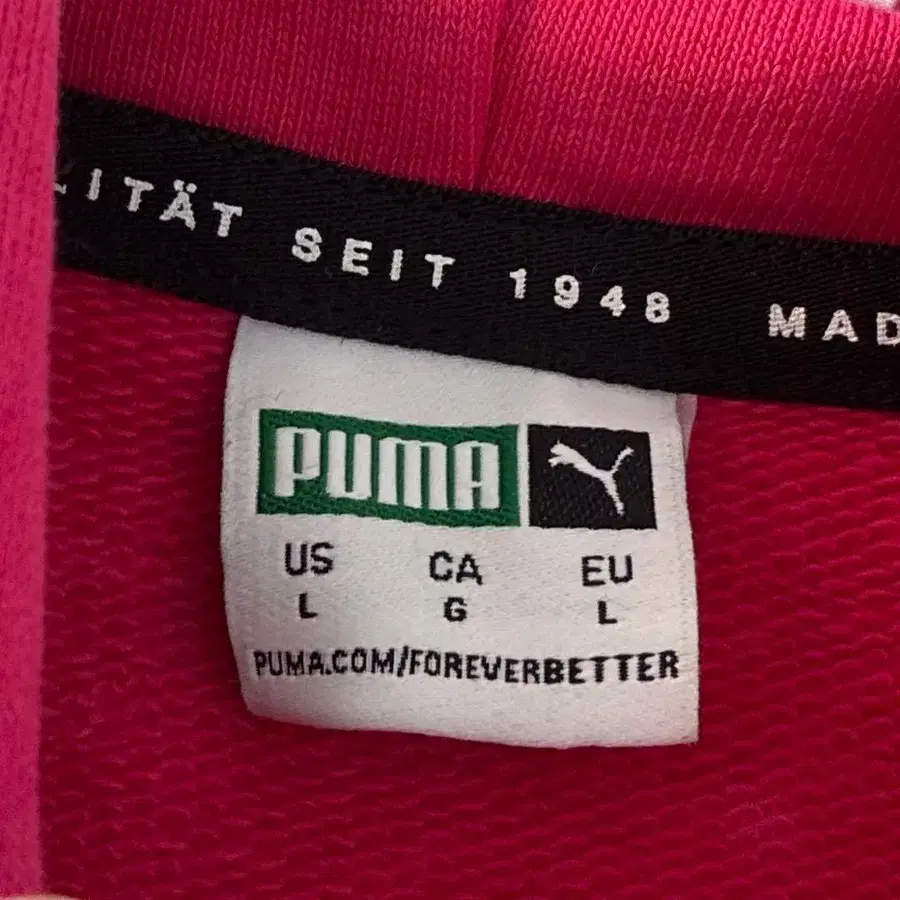 LITÄT SEIT 1948 MAD
PUMA
US CA EU
L G L
PUMA.COM/FOREVERBETTER